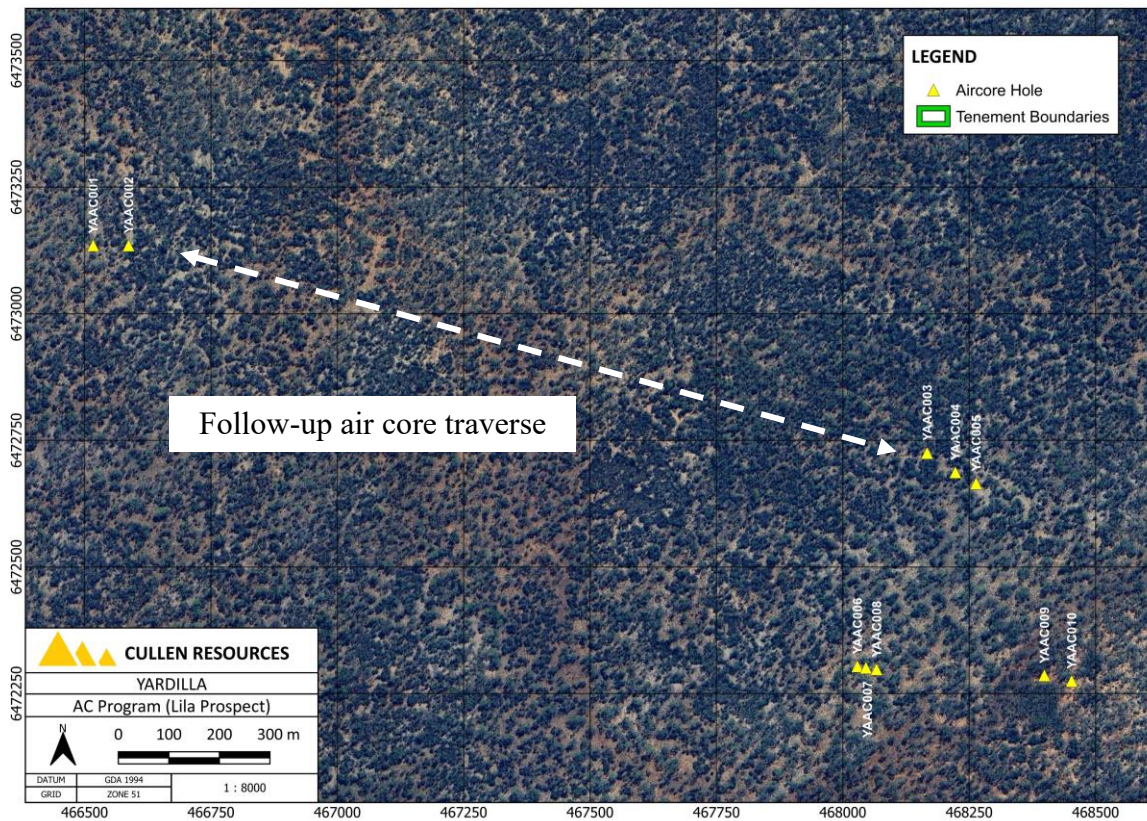 6473500
6473250
6473000
6472750
6472500
6472250
LEGEND
Aircore Hole
Tenement Boundaries
YAAC001
YAAC002
Follow-up air core traverse
YAAC003
YAAC004
YAAC005
YAAC006
YAAC007
YAAC008
YAAC009
YAAC010
CULLEN RESOURCES
YARDILLA
AC Program (Lila Prospect)
N
0 100 200 300 m
DATUM GDA 1994
GRID ZONE 51
1 : 8000
466500 466750 467000 467250 467500 467750 468000 468250 468500